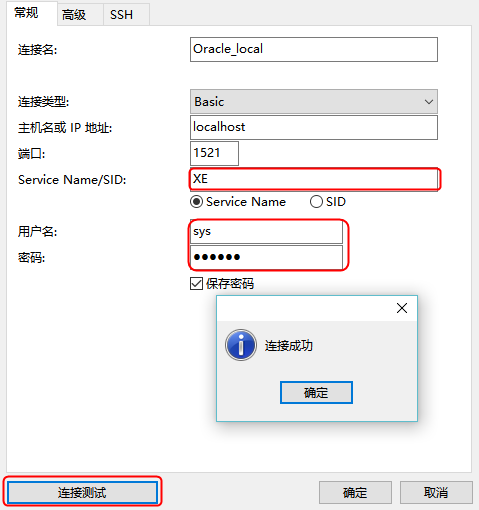 常规 高级 SSH
连接名: Oracle_local
连接类型: Basic
主机名或 IP 地址: localhost
端口: 1521
Service Name/SID: XE
Service Name SID
用户名: sys
密码: ●●●●●●
保存密码
连接成功
确定
连接测试 确定 取消